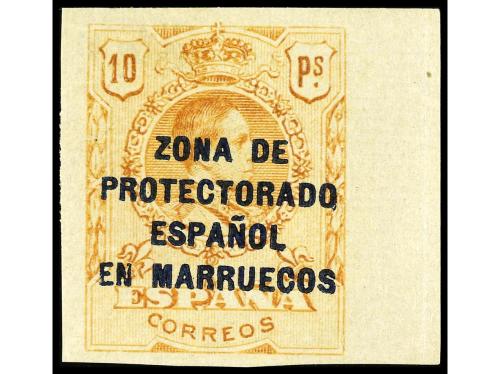 10 Ps.
ZONA DE
PROTECTORADO
ESPAÑOL
EN MARRUECOS
ESPAÑA
CORREOS